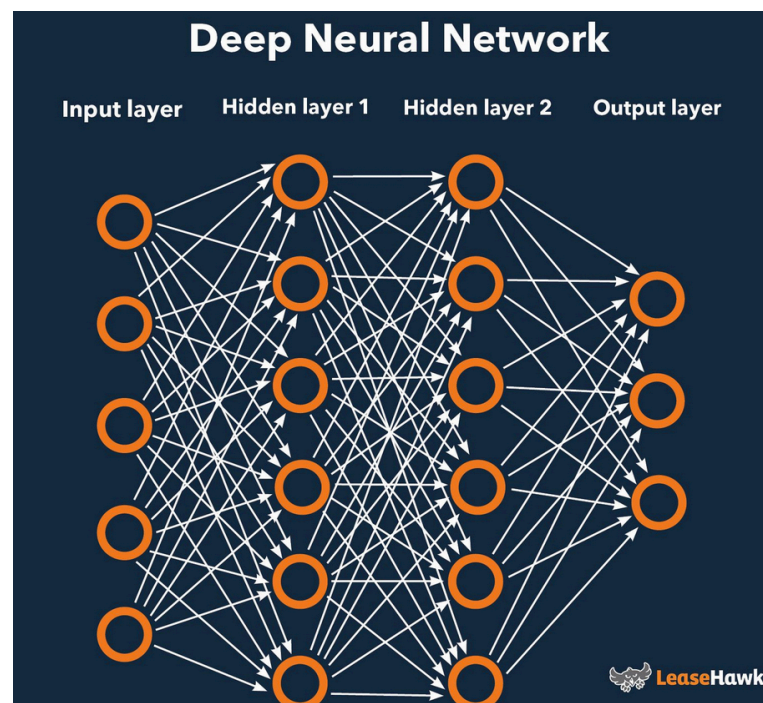 Deep Neural Network
Input layer
Hidden layer 1
Hidden layer 2
Output layer
LeaseHawk